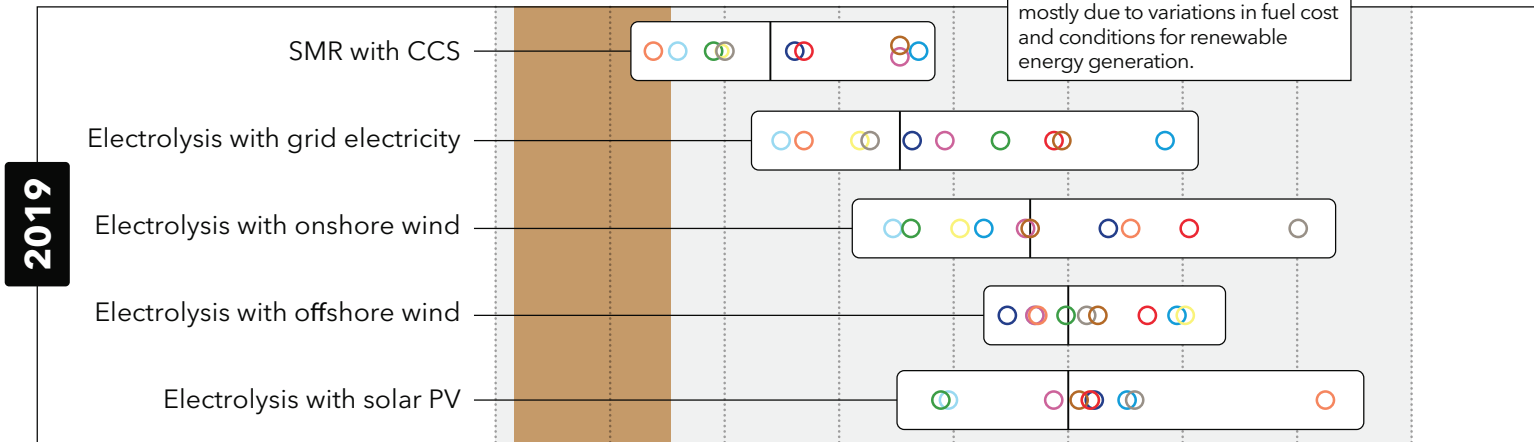 mostly due to variations in fuel cost
and conditions for renewable
energy generation.
SMR with CCS
Electrolysis with grid electricity
2019
Electrolysis with onshore wind
Electrolysis with offshore wind
Electrolysis with solar PV